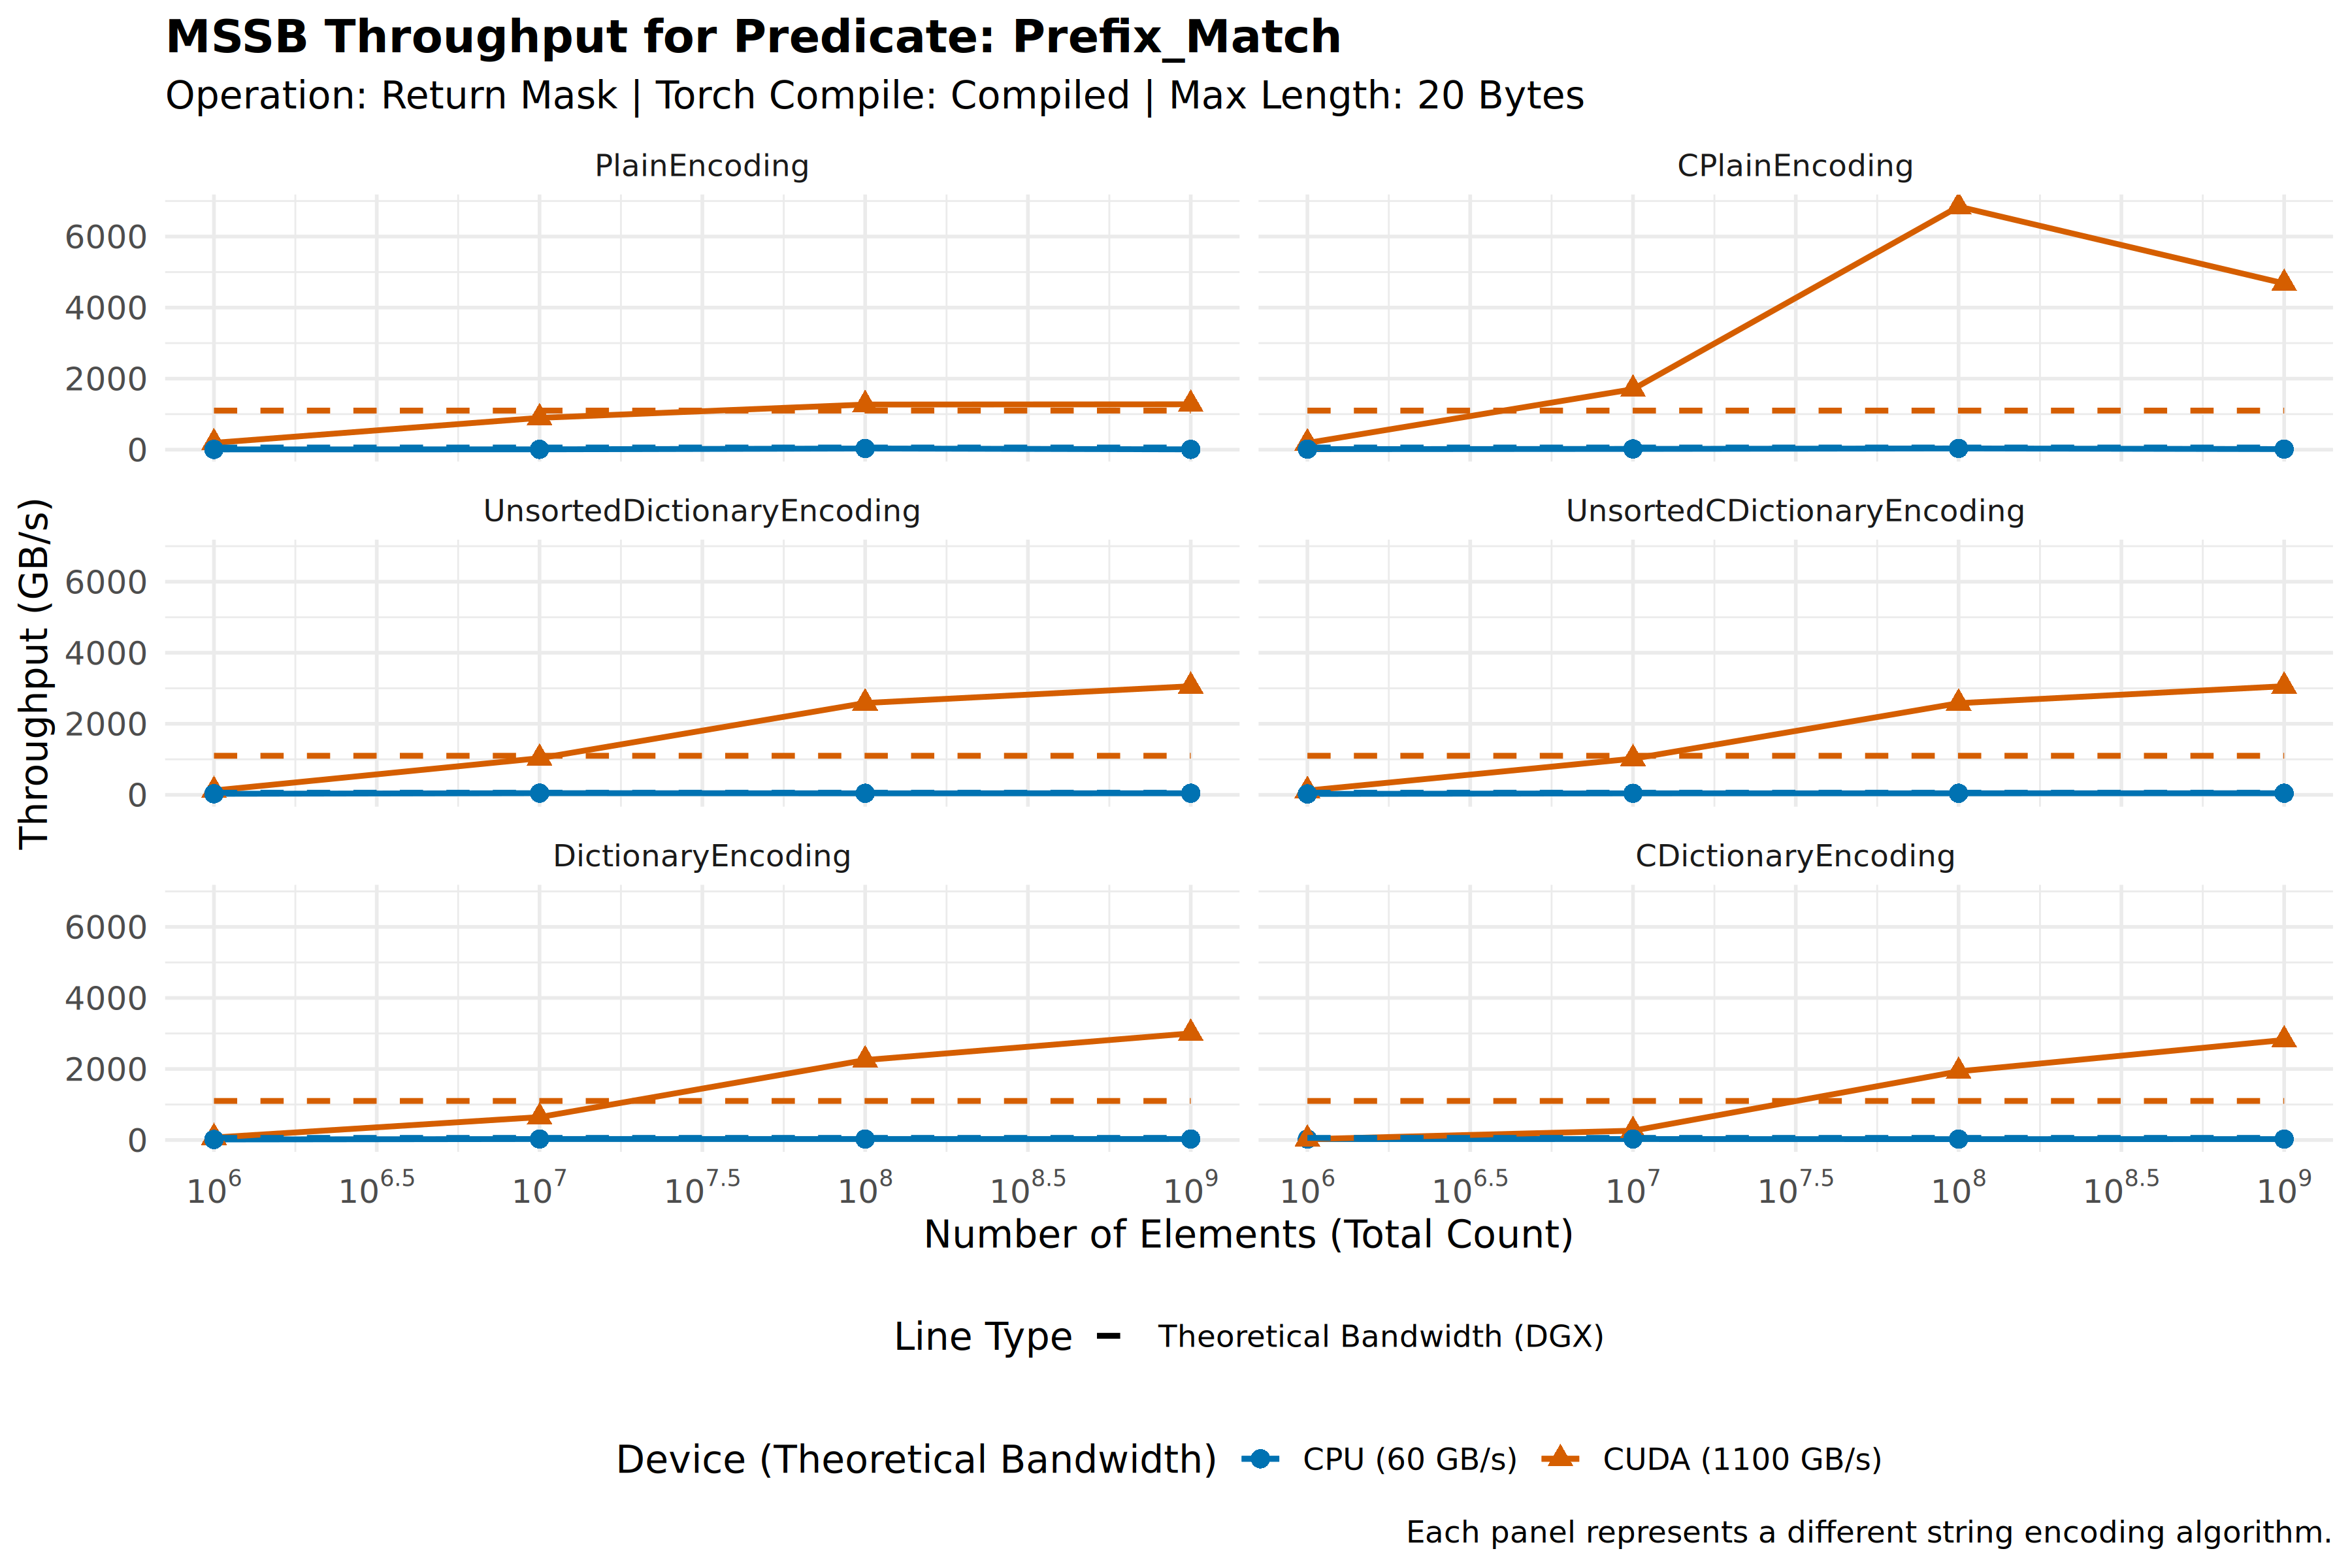 MSSB Throughput for Predicate: Prefix_Match
Operation: Return Mask | Torch Compile: Compiled | Max Length: 20 Bytes
PlainEncoding
CPlainEncoding
6000
4000
2000
0
UnsortedDictionaryEncoding
UnsortedCDictionaryEncoding
6000
4000
2000
0
DictionaryEncoding
CDictionaryEncoding
6000
4000
2000
0
Throughput (GB/s)
10^6 10^6.5 10^7 10^7.5 10^8 10^8.5 10^9
10^6 10^6.5 10^7 10^7.5 10^8 10^8.5 10^9
Number of Elements (Total Count)
Line Type Theoretical Bandwidth (DGX)
Device (Theoretical Bandwidth) CPU (60 GB/s) CUDA (1100 GB/s)
Each panel represents a different string encoding algorithm.